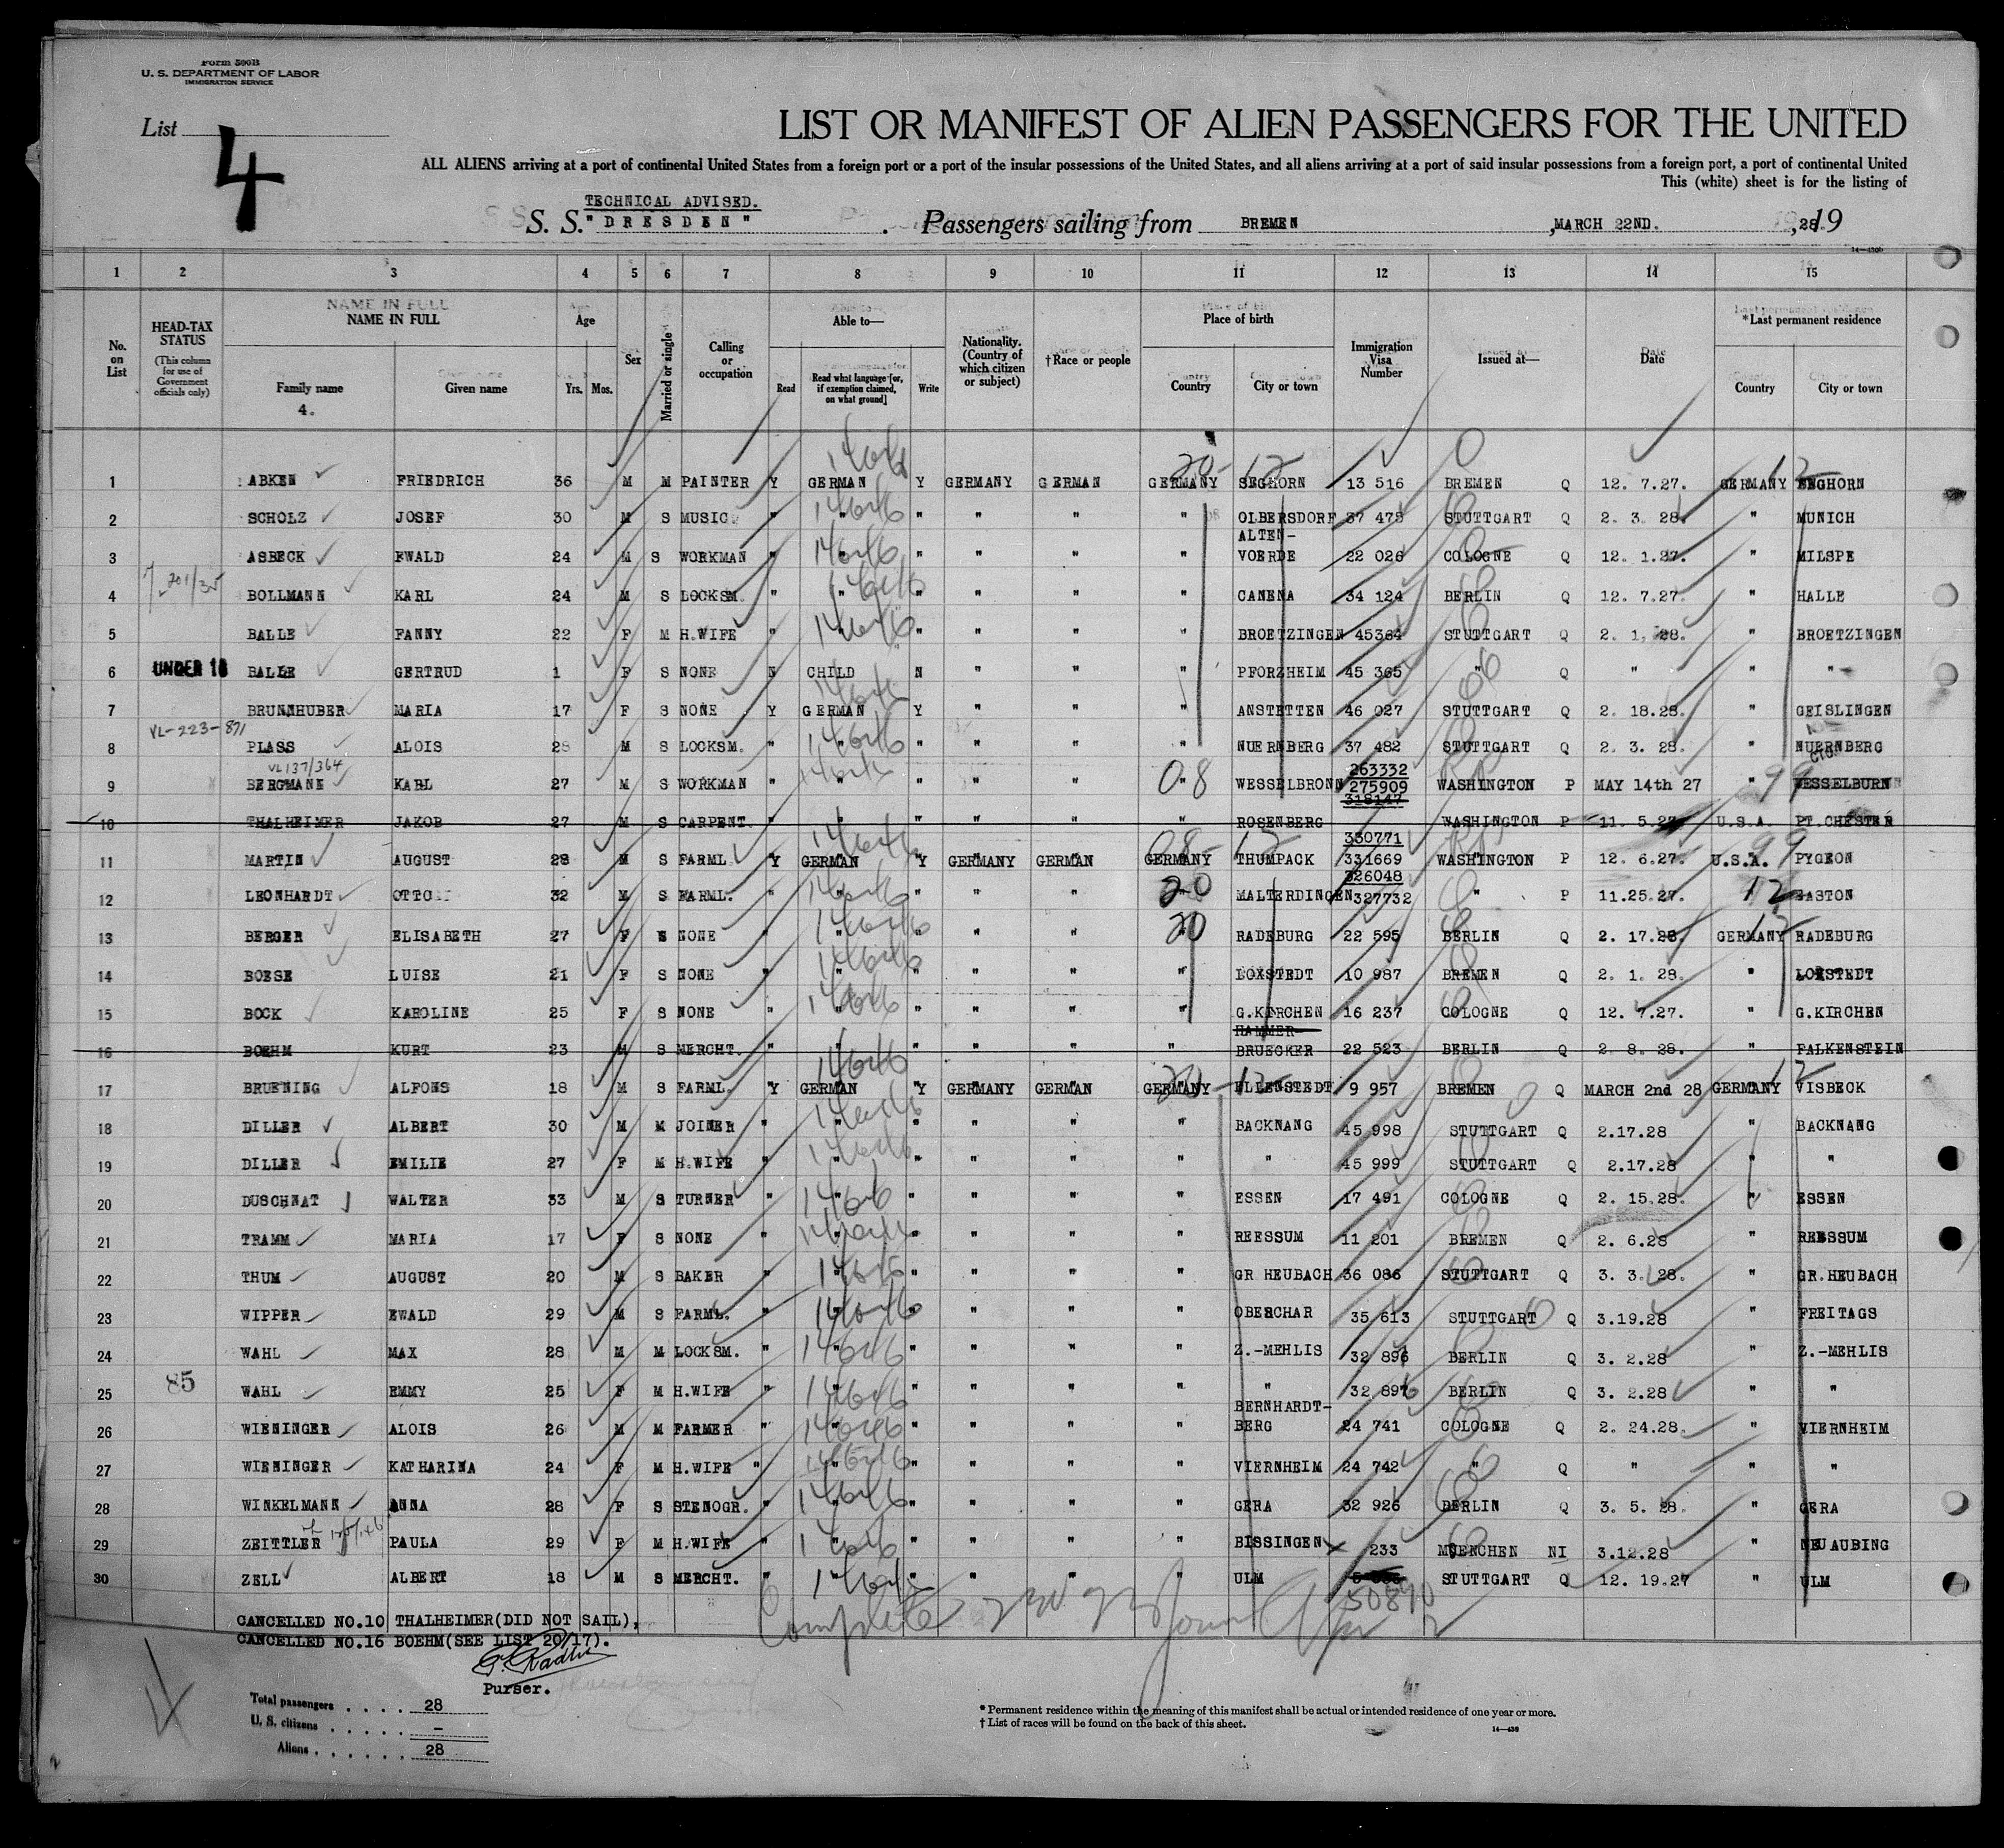 Form 500B
U. S. DEPARTMENT OF LABOR
IMMIGRATION SERVICE
List
4
LIST OR MANIFEST OF ALIEN PASSENGERS FOR THE UNITED
ALL ALIENS arriving at a port of continental United States from a foreign port or a port of the insular possessions of the United States, and all aliens arriving at a port of said insular possessions from a foreign port, a port of continental United
This (white) sheet is for the listing of
TECHNICAL ADVISED.
S. S. "DRESDEN" . Passengers sailing from BREMEN ,MARCH 22ND. ,28. 19
1 2 3 4 5 6 7 8 9 10 11 12 13 14 15
No. on List
HEAD-TAX STATUS
(This column for use of Government officials only)
NAME IN FULL
Family name
4.
Given name
Age
Yrs. Mos.
Sex
Married or single
Calling or occupation
Able to—
Read
Read what language [or, if exemption claimed, on what ground]
Write
Nationality. (Country of which citizen or subject)
†Race or people
Place of birth
Country City or town
Immigration Visa Number
Issued at—
Date
*Last permanent residence
Country City or town
1 ABKEN FRIEDRICH 36 M M PAINTER Y GERMAN Y GERMANY GERMAN GERMANY SEGHORN 13 516 BREMEN Q 12. 7.27. GERMANY SEGHORN
2 SCHOLZ JOSEF 30 M S MUSIC. " " " " " " OLBERSDORF 37 478 STUTTGART Q 2. 3. 28. " MUNICH
3 ASBECK EWALD 24 M S WORKMAN " " " " " " ALTEN-VOERDE 22 026 COLOGNE Q 12. 1.27. " MILSPE
4 BOLLMANN KARL 24 M S LOCKSM. " " " " " " CANENA 34 124 BERLIN Q 12. 7.27. " HALLE
5 BALLE FANNY 22 F M H.WIFE " " " " " " BROETZINGEN 45364 STUTTGART Q 2. 1. 28. " BROETZINGEN
6 UNDER 16 BALLE GERTRUD 1 F S NONE N CHILD N " " " PFORZHEIM 45 365 " Q " " "
7 BRUNNHUBER MARIA 17 F S NONE Y GERMAN Y " " " ANSTETTEN 46 027 STUTTGART Q 2. 18.28. " GEISLINGEN
VL-223-871
8 PLASS ALOIS 28 M S LOCKSM. " " " " " " NUERNBERG 37 482 STUTTGART Q 2. 3. 28. " NUERNBERG
VL137/364
9 BERGMANN KARL 27 M S WORKMAN " " " " " 08 WESSELBRONN 263332 275909 318147 WASHINGTON P MAY 14th 27 " 99 WESSELBURN
10 THALHEIMER JAKOB 27 M S CARPENT. " " " " " " ROSENBERG WASHINGTON P 11. 5.27. U.S.A. PT.CHESTER
11 MARTIN AUGUST 28 M S FARML. Y GERMAN Y GERMANY GERMAN GERMANY THUMPACK 330771 331669 WASHINGTON P 12. 6.27. U.S.A. PYGEON
12 LEONHARDT OTTO 32 M S FARML. " " " " " 20 MALTERDINGEN 326048 327732 " P 11.25.27. 12 GASTON
13 BERGER ELISABETH 27 F S NONE " " " " " 20 RADEBURG 22 595 BERLIN Q 2. 17.28. GERMANY RADEBURG
14 BOESE LUISE 21 F S NONE " " " " " " LOXSTEDT 10 987 BREMEN Q 2. 1. 28. " LOXSTEDT
15 BOCK KAROLINE 25 F S NONE " " " " " " G.KIRCHEN 16 237 COLOGNE Q 12. 7.27. " G.KIRCHEN
16 BOEHM KURT 23 M S MERCHT. " " " " " " HAMMER-BRUECKER 22 523 BERLIN Q 2. 8. 28. " FALKENSTEIN
17 BRUENING ALFONS 18 M S FARML. Y GERMAN Y GERMANY GERMAN GERMANY ELLENSTEDT 9 957 BREMEN Q MARCH 2nd 28 GERMANY VISBECK
18 DILLER ALBERT 30 M M JOINER " " " " " " BACKNANG 45 998 STUTTGART Q 2.17.28 " BACKNANG
19 DILLER EMILIE 27 F M H.WIFE " " " " " " " 45 999 STUTTGART Q 2.17.28 " "
20 DUSCHNAT WALTER 33 M S TURNER " " " " " " ESSEN 17 491 COLOGNE Q 2. 15.28. " ESSEN
21 TRAMM MARIA 17 F S NONE " " " " " " REESSUM 11 201 BREMEN Q 2. 6.28 " REESSUM
22 THUM AUGUST 20 M S BAKER " " " " " " GR HEUBACH 36 086 STUTTGART Q 3. 3. 28. " GR.HEUBACH
23 WIPPER EWALD 29 M S FARML. " " " " " " OBERCHAR 35 613 STUTTGART Q 3.19.28 " FREITAGS
24 WAHL MAX 28 M M LOCKSM. " " " " " " Z.-MEHLIS 32 896 BERLIN Q 3. 2.28 " Z.-MEHLIS
25 85 WAHL EMMY 25 F M H.WIFE " " " " " " " 32 897 BERLIN Q 3. 2.28 " "
26 WIENINGER ALOIS 26 M M FARMER " " " " " " BERNHARDT-BERG 24 741 COLOGNE Q 2. 24.28. " VIERNHEIM
27 WIENINGER KATHARINA 24 F M H.WIFE " " " " " " VIERNHEIM 24 742 " Q " " "
28 WINKELMANN ANNA 28 F S STENOGR. " " " " " " GERA 32 926 BERLIN Q 3. 5. 28. " GERA
29 ZEITTLER PAULA 29 F M H.WIFE " " " " " " BISSINGEN 233 MUENCHEN NI 3.12.28 " NEUAUBING
30 ZELL ALBERT 18 M S MERCHT. " " " " " " ULM 50890 STUTTGART Q 12. 19.27 " ULM
CANCELLED NO.10 THALHEIMER(DID NOT SAIL),
CANCELLED NO.16 BOEHM(SEE LIST 20/17).
Complete
Purser.
Total passengers . . . . 28
U. S. citizens . . . . . –
Aliens . . . . . . 28
* Permanent residence within the meaning of this manifest shall be actual or intended residence of one year or more.
† List of races will be found on the back of this sheet.